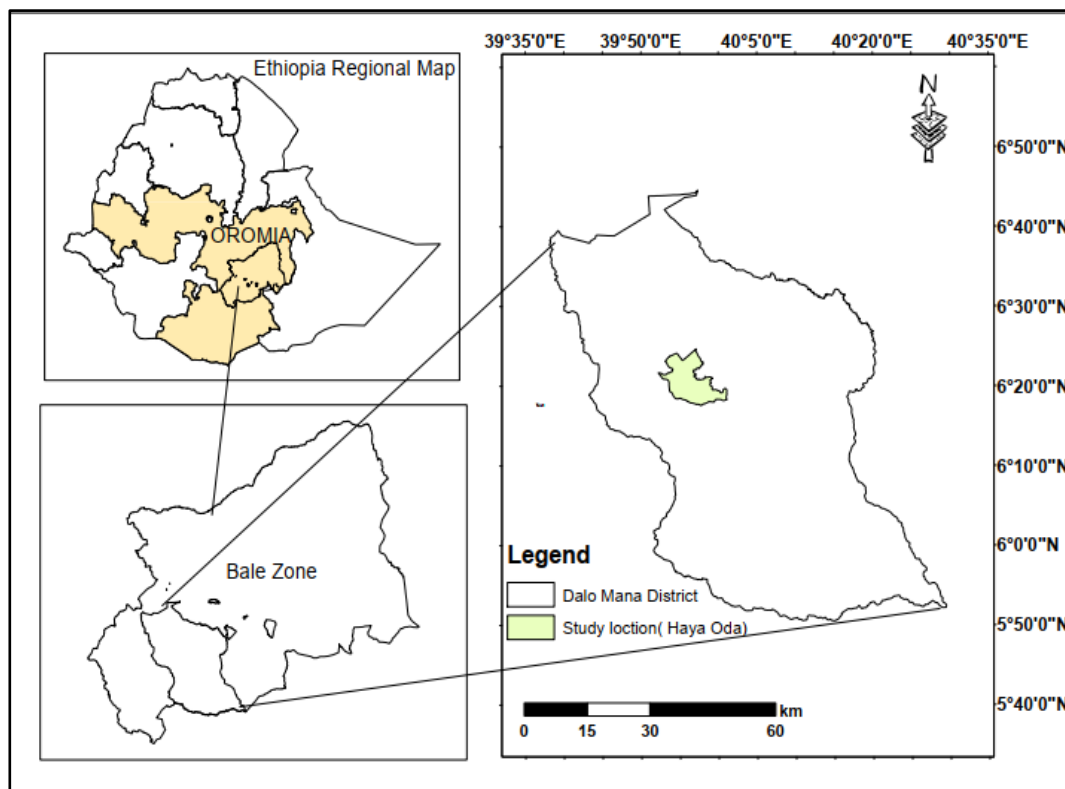 Ethiopia Regional Map
OROMIA
Bale Zone
39°35'0"E 39°50'0"E 40°5'0"E 40°20'0"E 40°35'0"E
N
6°50'0"N
6°40'0"N
6°30'0"N
6°20'0"N
6°10'0"N
6°0'0"N
5°50'0"N
5°40'0"N
Legend
Dalo Mana District
Study loction( Haya Oda)
km
0 15 30 60